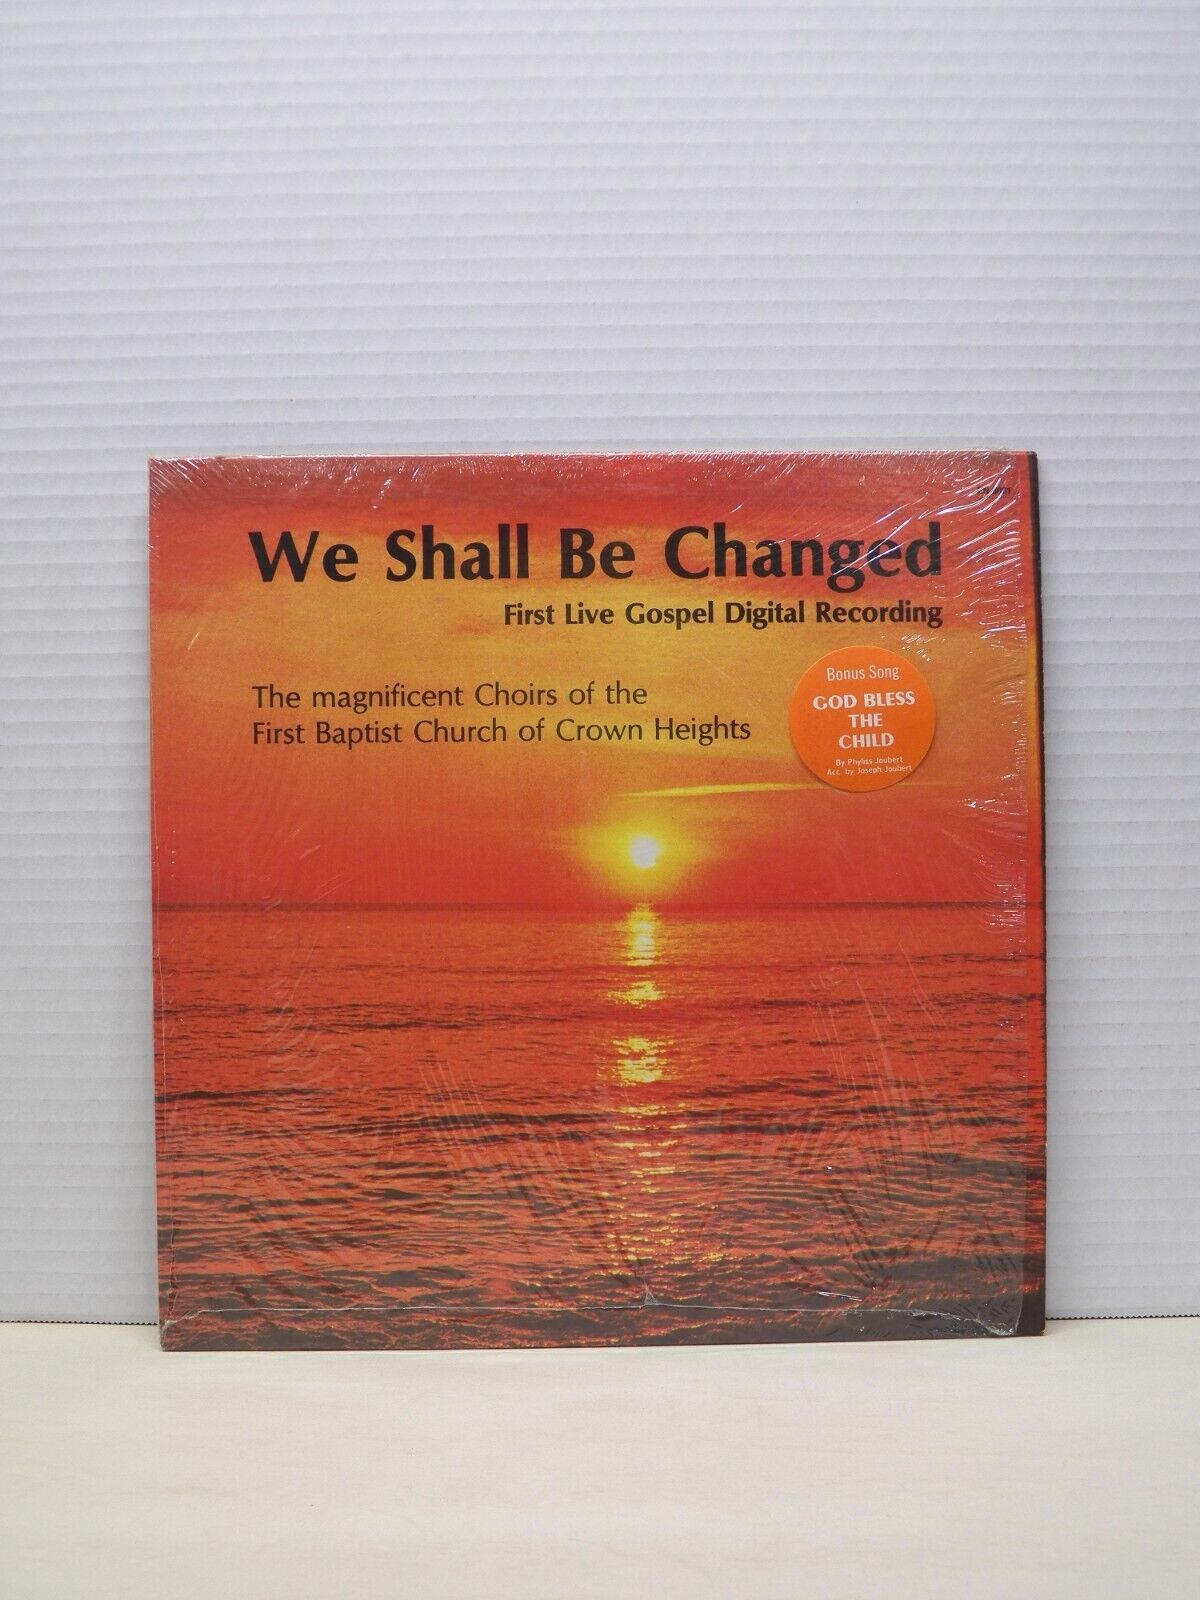 We Shall Be Changed
First Live Gospel Digital Recording
The magnificent Choirs of the
First Baptist Church of Crown Heights
Bonus Song
GOD BLESS
THE
CHILD
By Phyliss Joubert
Acc. by Joseph Joubert